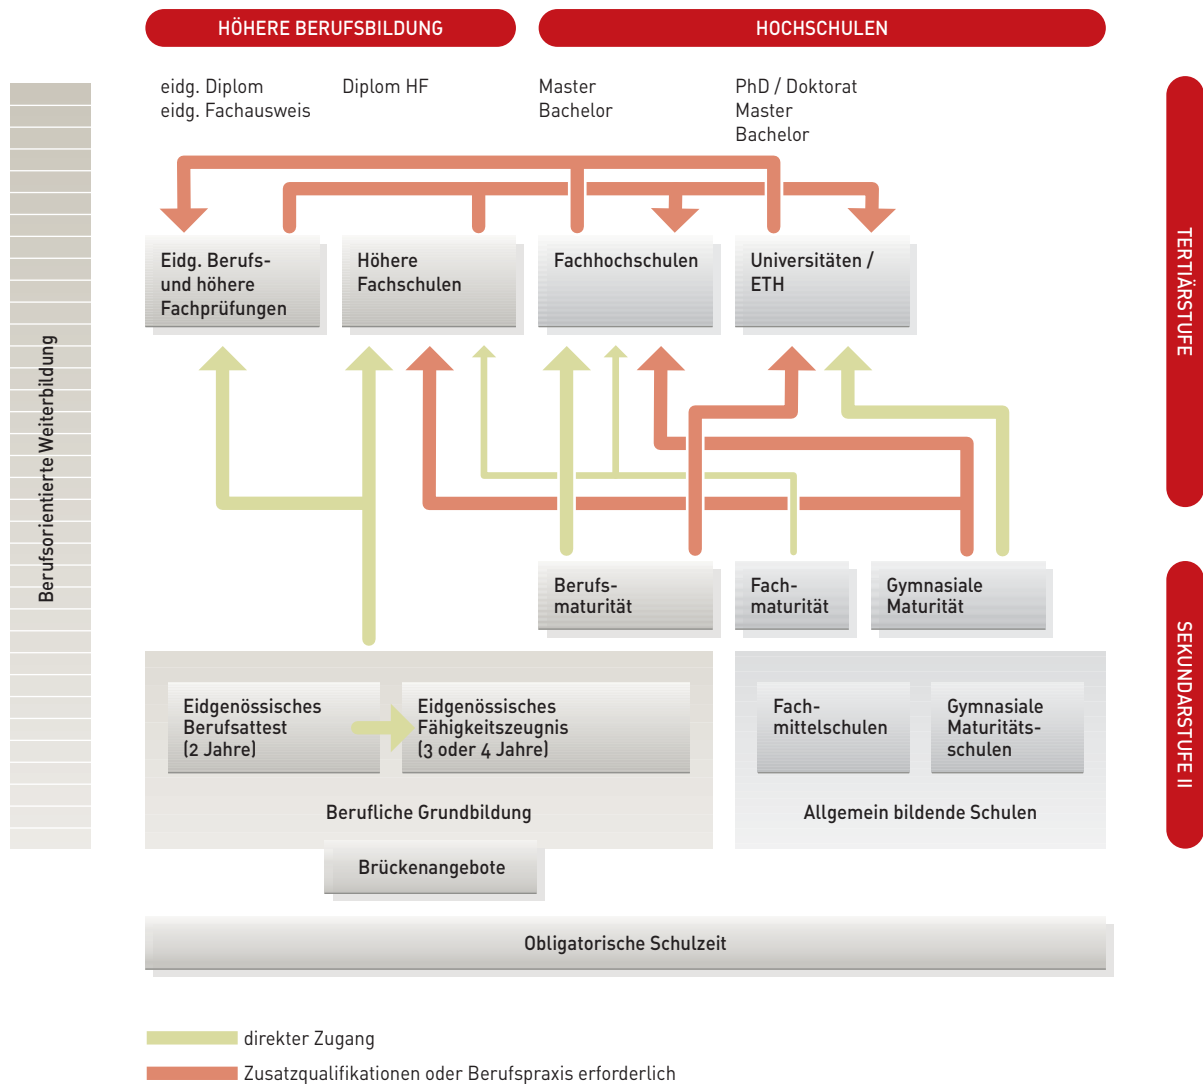 HÖHERE BERUFSBILDUNG
HOCHSCHULEN
eidg. Diplom
eidg. Fachausweis
Diplom HF
Master
Bachelor
PhD / Doktorat
Master
Bachelor
Eidg. Berufs-
und höhere
Fachprüfungen
Höhere
Fachschulen
Fachhochschulen
Universitäten /
ETH
TERTIÄRSTUFE
Berufsorientierte Weiterbildung
Berufs-
maturität
Fach-
maturität
Gymnasiale
Maturität
SEKUNDARSTUFE II
Eidgenössisches
Berufsattest
(2 Jahre)
Eidgenössisches
Fähigkeitszeugnis
(3 oder 4 Jahre)
Fach-
mittelschulen
Gymnasiale
Maturitäts-
schulen
Berufliche Grundbildung
Allgemein bildende Schulen
Brückenangebote
Obligatorische Schulzeit
direkter Zugang
Zusatzqualifikationen oder Berufspraxis erforderlich